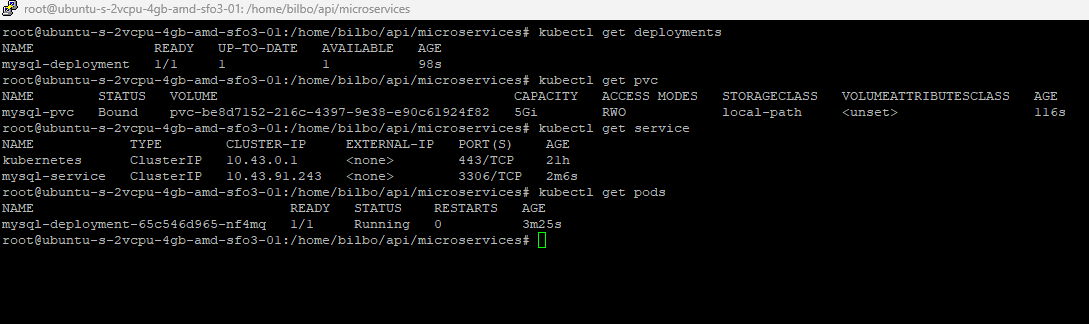 root@ubuntu-s-2vcpu-4gb-amd-sfo3-01: /home/bilbo/api/microservices
root@ubuntu-s-2vcpu-4gb-amd-sfo3-01:/home/bilbo/api/microservices# kubectl get deployments
NAME READY UP-TO-DATE AVAILABLE AGE
mysql-deployment 1/1 1 1 98s
root@ubuntu-s-2vcpu-4gb-amd-sfo3-01:/home/bilbo/api/microservices# kubectl get pvc
NAME STATUS VOLUME CAPACITY ACCESS MODES STORAGECLASS VOLUMEATTRIBUTESCLASS AGE
mysql-pvc Bound pvc-be8d7152-216c-4397-9e38-e90c61924f82 5Gi RWO local-path <unset> 116s
root@ubuntu-s-2vcpu-4gb-amd-sfo3-01:/home/bilbo/api/microservices# kubectl get service
NAME TYPE CLUSTER-IP EXTERNAL-IP PORT(S) AGE
kubernetes ClusterIP 10.43.0.1 <none> 443/TCP 21h
mysql-service ClusterIP 10.43.91.243 <none> 3306/TCP 2m6s
root@ubuntu-s-2vcpu-4gb-amd-sfo3-01:/home/bilbo/api/microservices# kubectl get pods
NAME READY STATUS RESTARTS AGE
mysql-deployment-65c546d965-nf4mq 1/1 Running 0 3m25s
root@ubuntu-s-2vcpu-4gb-amd-sfo3-01:/home/bilbo/api/microservices#